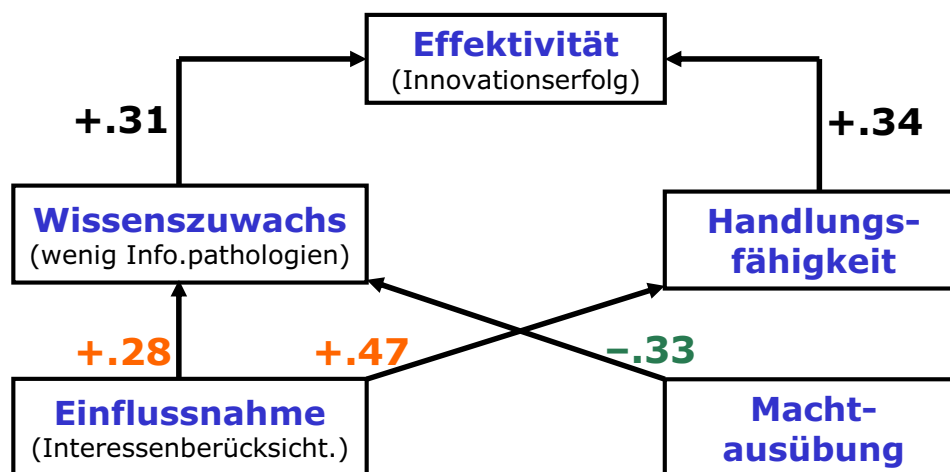 Effektivität
(Innovationserfolg)
+.31
+.34
Wissenszuwachs
(wenig Info.pathologien)
Handlungs-
fähigkeit
+.28
+.47
–.33
Einflussnahme
(Interessenberücksicht.)
Macht-
ausübung